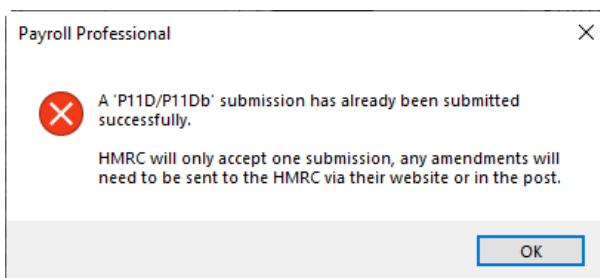 Payroll Professional
A 'P11D/P11Db' submission has already been submitted
successfully.
HMRC will only accept one submission, any amendments will
need to be sent to the HMRC via their website or in the post.
OK